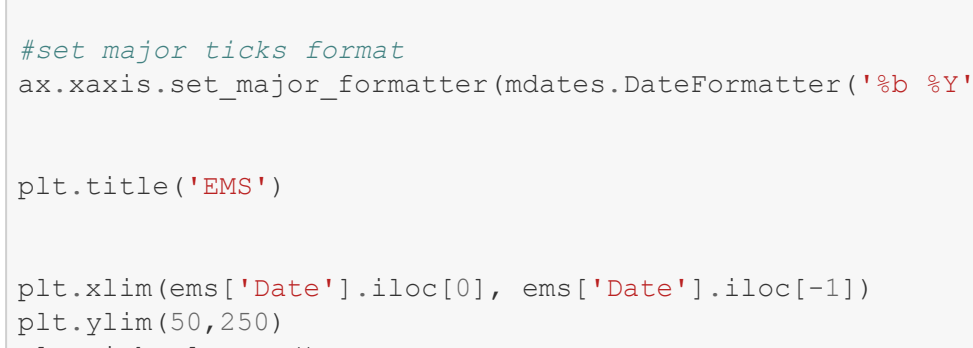 #set major ticks format
ax.xaxis.set_major_formatter(mdates.DateFormatter('%b %Y'
plt.title('EMS')
plt.xlim(ems['Date'].iloc[0], ems['Date'].iloc[-1])
plt.ylim(50,250)